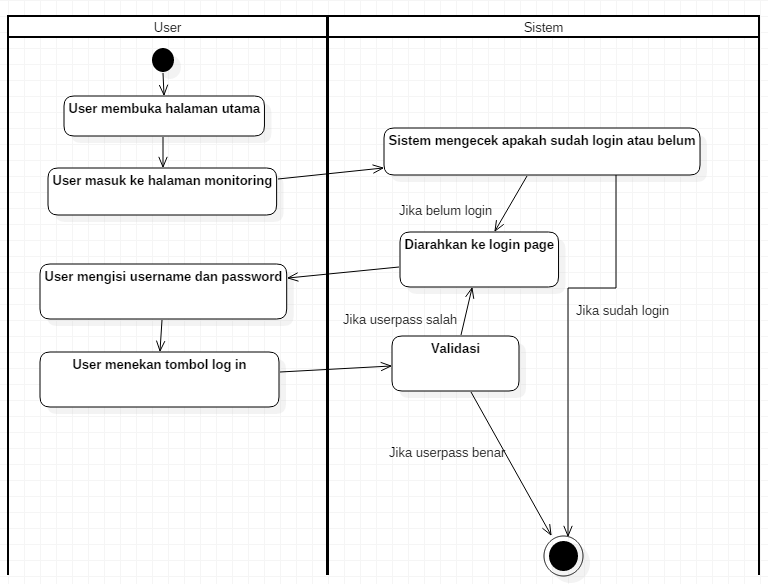 User
Sistem
User membuka halaman utama
Sistem mengecek apakah sudah login atau belum
User masuk ke halaman monitoring
Jika belum login
Diarahkan ke login page
User mengisi username dan password
Jika sudah login
Jika userpass salah
Validasi
User menekan tombol log in
Jika userpass benar